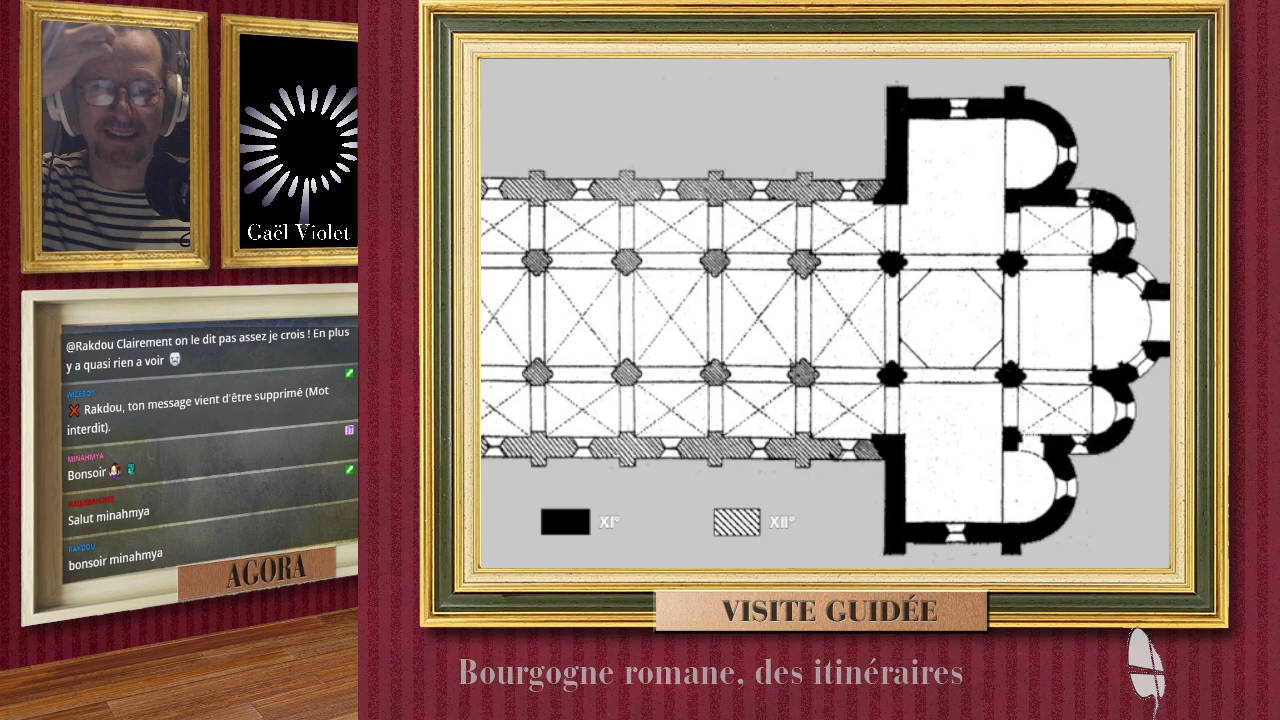 Gaël Violet
@Rakdou Clairement on le dit pas assez je crois ! En plus
y a quasi rien a voir
WIZEBOT
Rakdou, ton message vient d'être supprimé (Mot
interdit).
MINAHMYA
Bonsoir
Salut minahmya
RAKDOU
bonsoir minahmya
AGORA
XI°
XII°
VISITE GUIDÉE
Bourgogne romane, des itinéraires